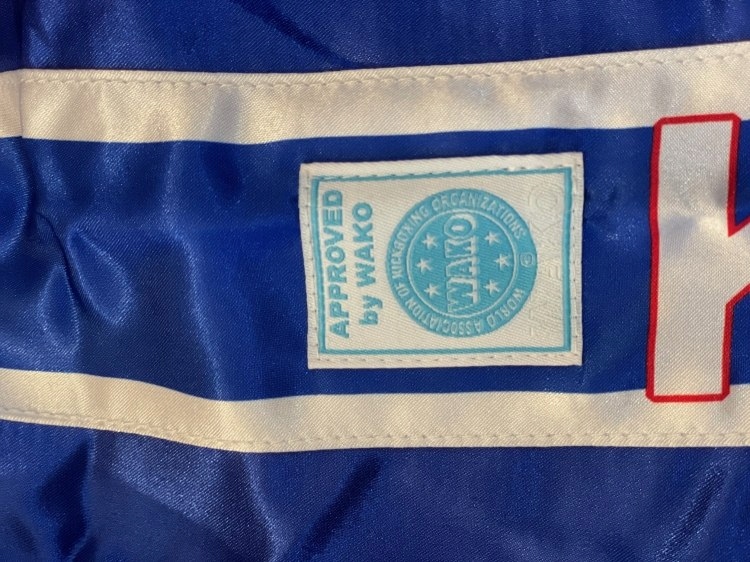 APPROVED
by WAKO
WORLD ASSOCIATION OF KICKBOXING ORGANIZATIONS
WAKO
K